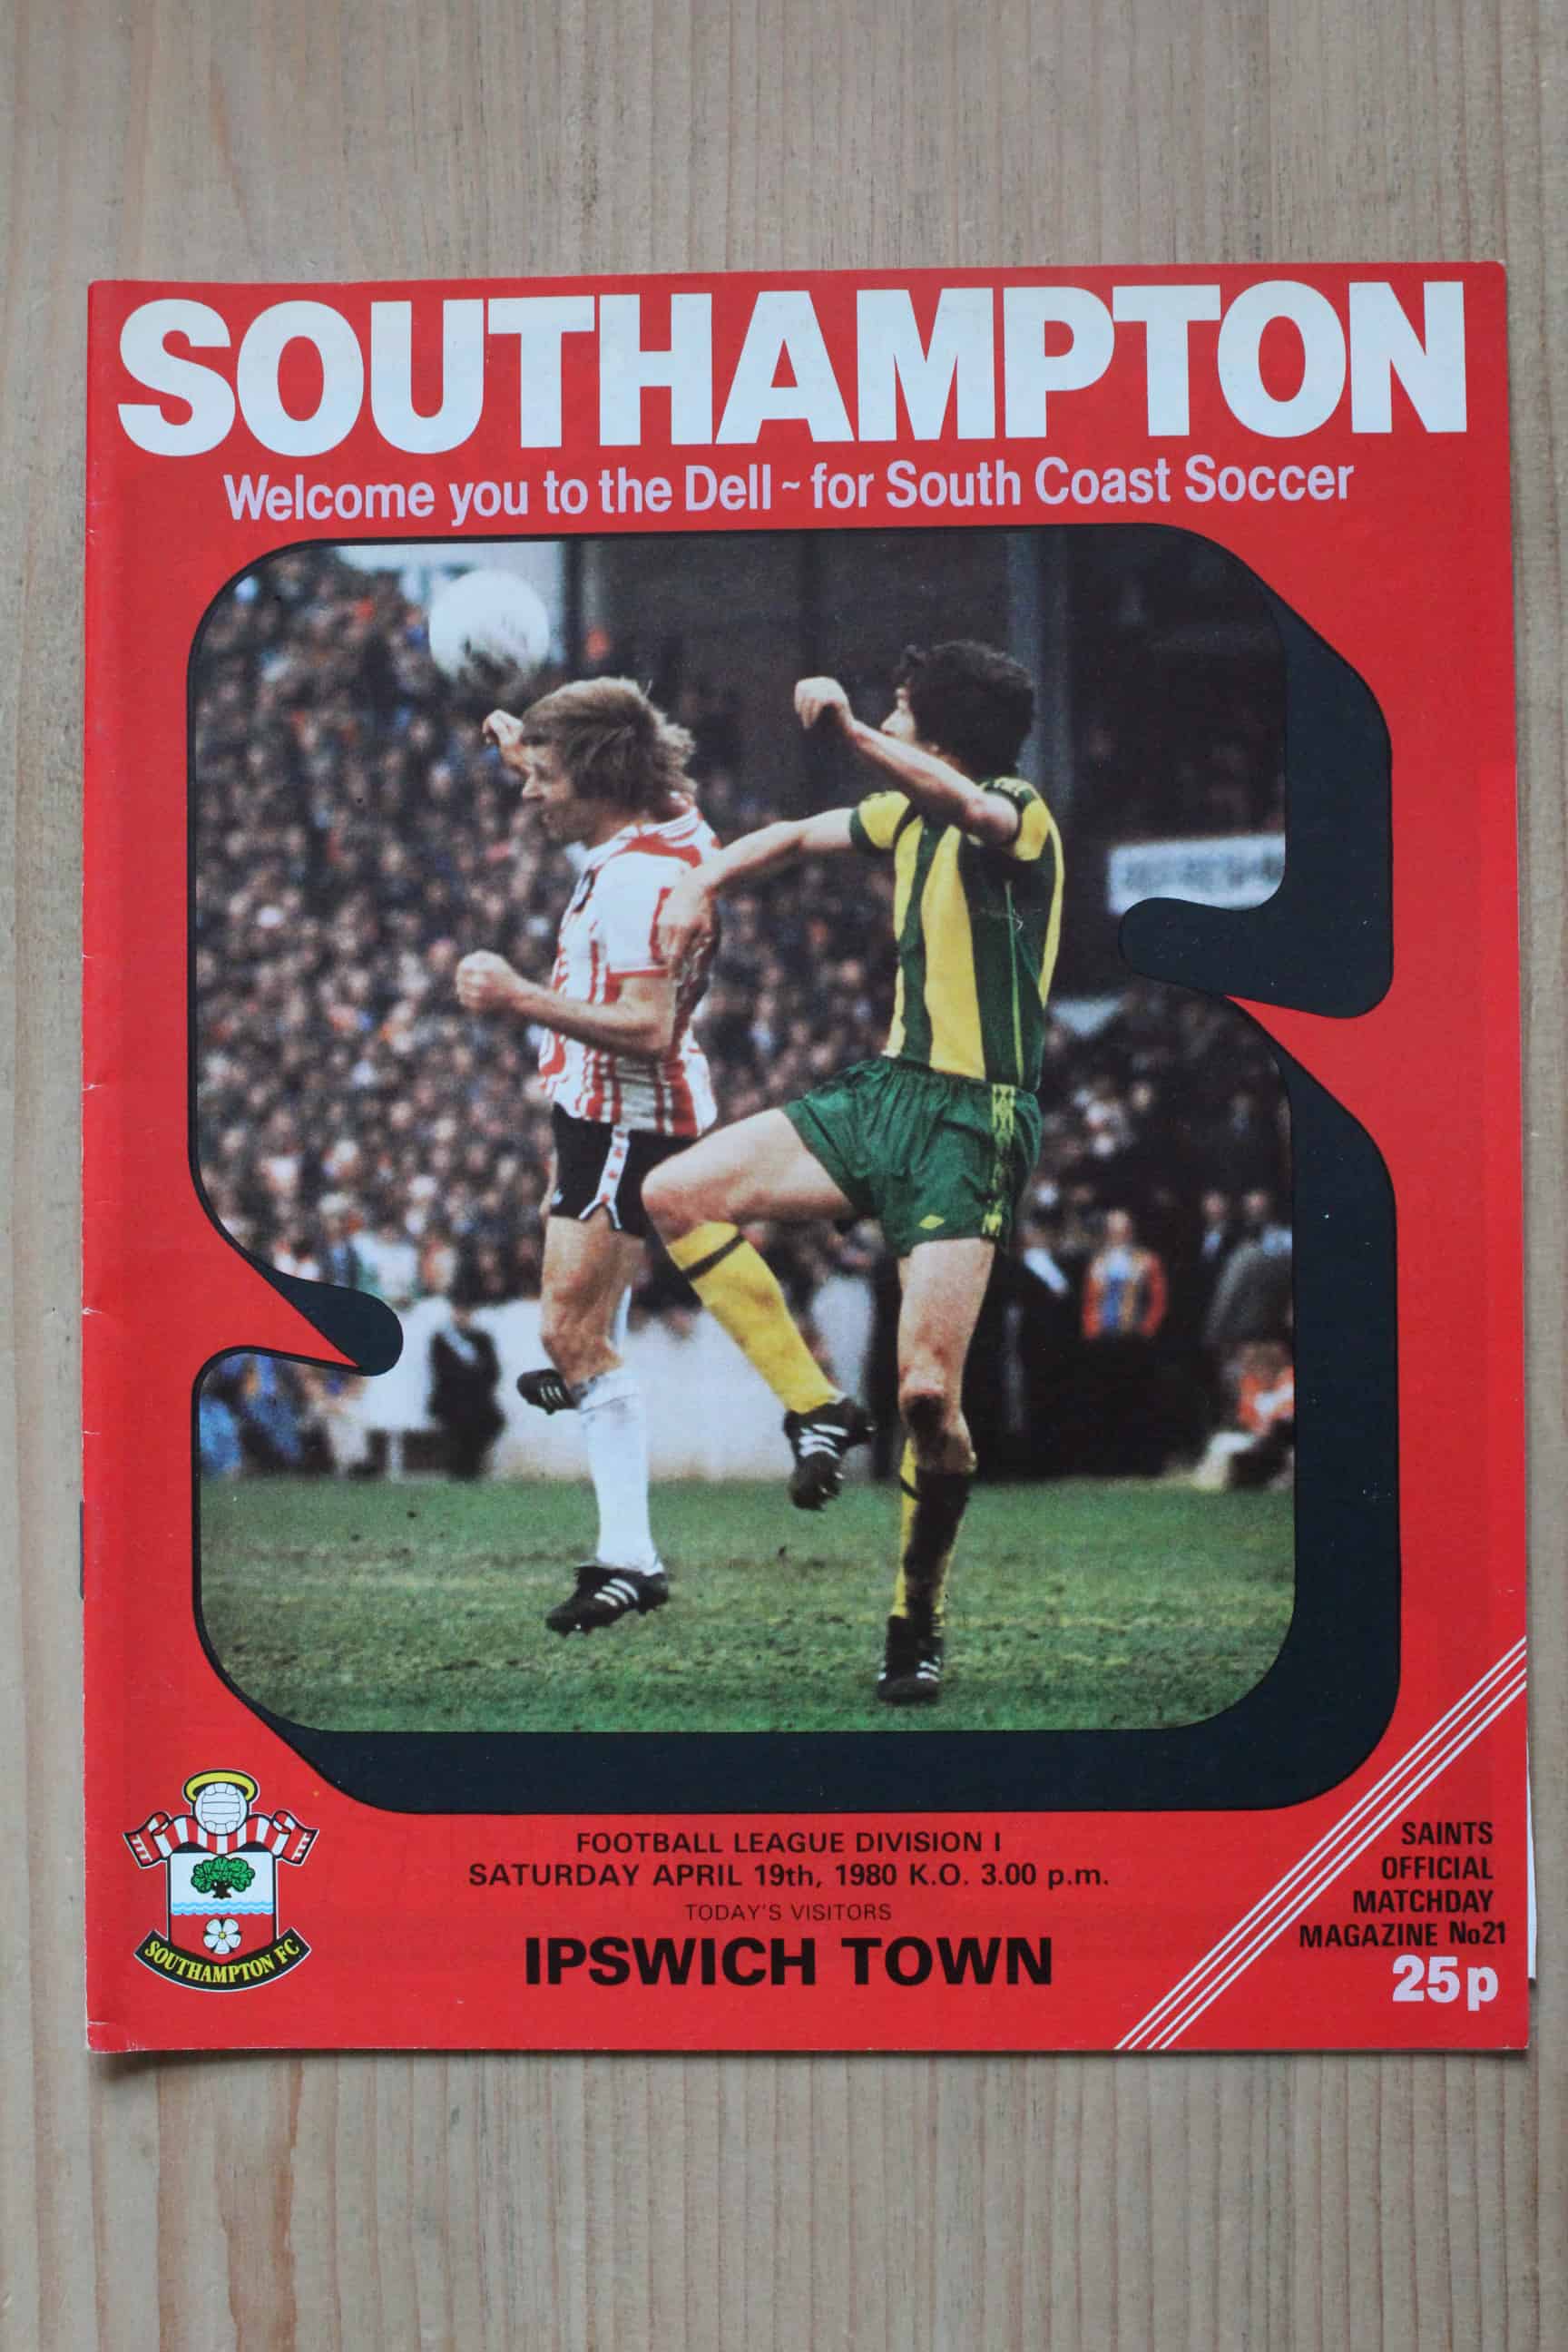 SOUTHAMPTON
Welcome you to the Dell ~ for South Coast Soccer
FOOTBALL LEAGUE DIVISION I
SATURDAY APRIL 19th, 1980 K.O. 3.00 p.m.
TODAY'S VISITORS
IPSWICH TOWN
SOUTHAMPTON FC
SAINTS
OFFICIAL
MATCHDAY
MAGAZINE No21
25p